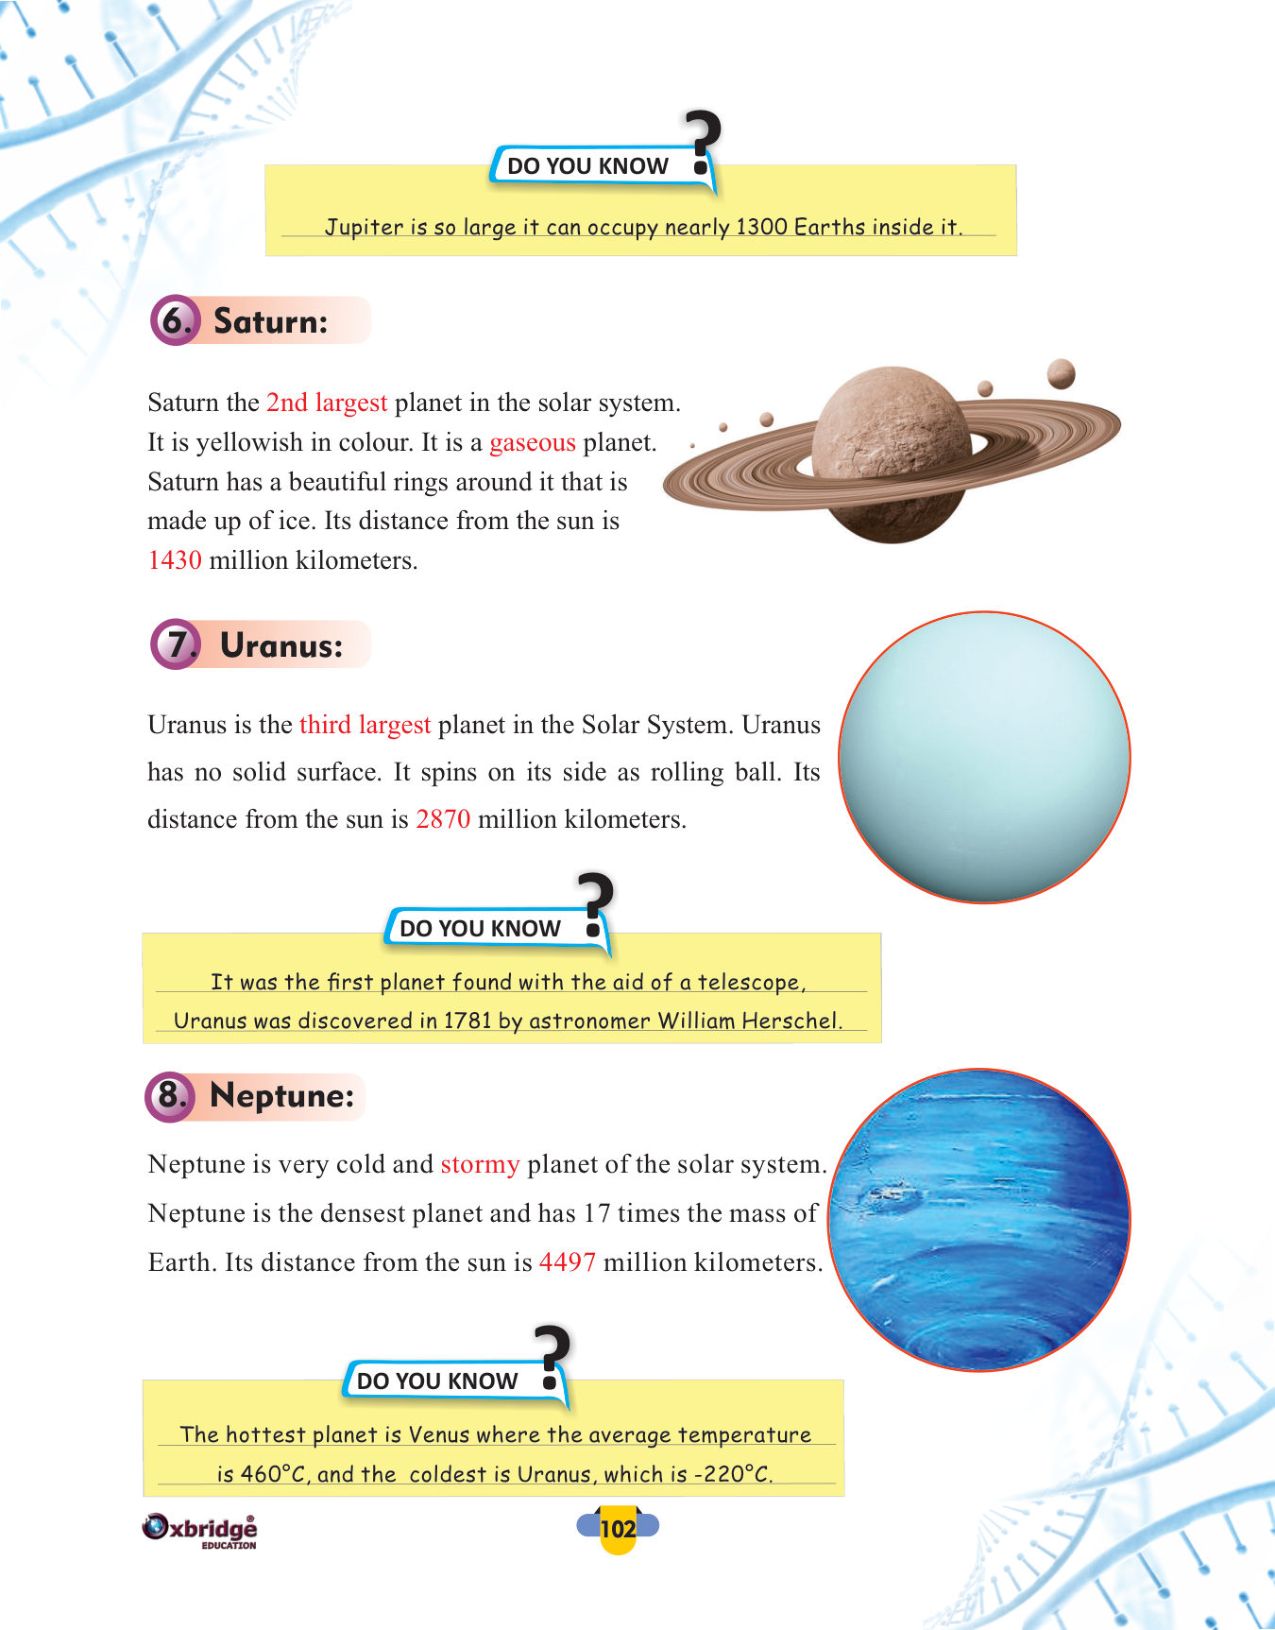 DO YOU KNOW ?
Jupiter is so large it can occupy nearly 1300 Earths inside it.
6. Saturn:
Saturn the 2nd largest planet in the solar system.
It is yellowish in colour. It is a gaseous planet.
Saturn has a beautiful rings around it that is
made up of ice. Its distance from the sun is
1430 million kilometers.
7. Uranus:
Uranus is the third largest planet in the Solar System. Uranus
has no solid surface. It spins on its side as rolling ball. Its
distance from the sun is 2870 million kilometers.
DO YOU KNOW ?
It was the first planet found with the aid of a telescope,
Uranus was discovered in 1781 by astronomer William Herschel.
8. Neptune:
Neptune is very cold and stormy planet of the solar system.
Neptune is the densest planet and has 17 times the mass of
Earth. Its distance from the sun is 4497 million kilometers.
DO YOU KNOW ?
The hottest planet is Venus where the average temperature
is 460°C, and the coldest is Uranus, which is -220°C.
Oxbridge®
EDUCATION
102